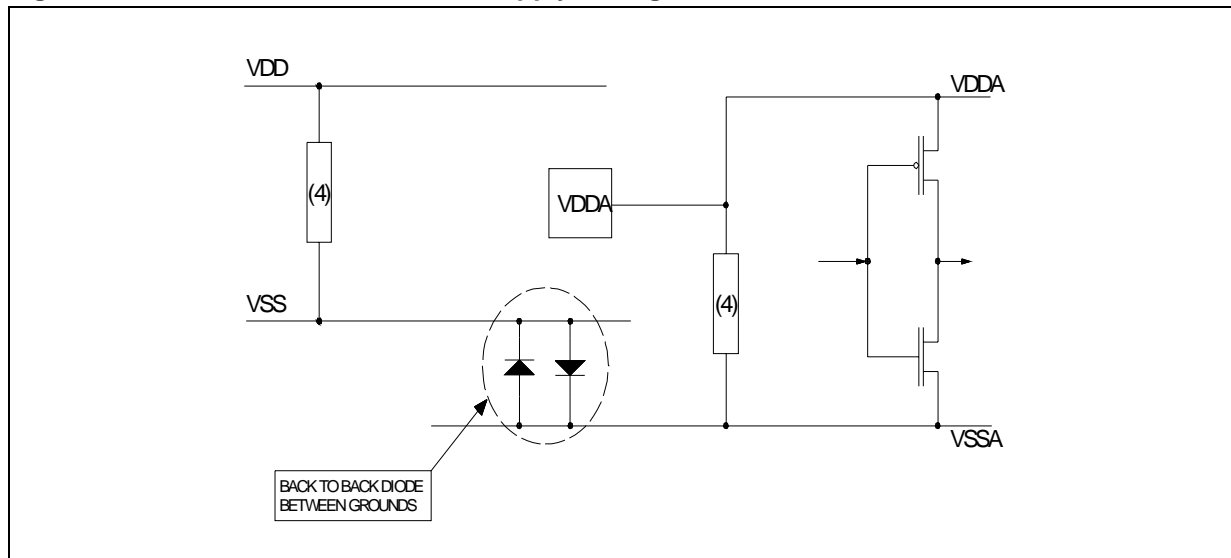 VDD
VDDA
(4)
VDDA
VSS
(4)
VSSA
BACK TO BACK DIODE
BETWEEN GROUNDS